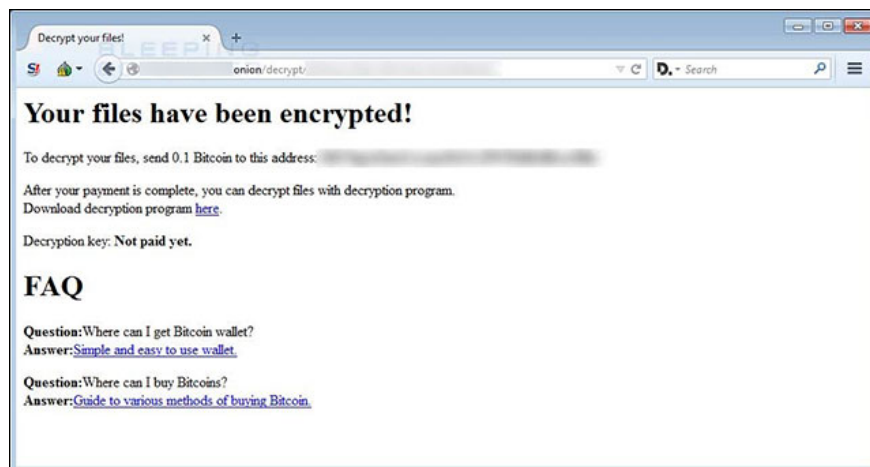 Decrypt your files!
BLEEPING
onion/decrypt/
Search
Your files have been encrypted!
To decrypt your files, send 0.1 Bitcoin to this address:
After your payment is complete, you can decrypt files with decryption program.
Download decryption program here.
Decryption key: Not paid yet.
FAQ
Question:Where can I get Bitcoin wallet?
Answer:Simple and easy to use wallet.
Question:Where can I buy Bitcoins?
Answer:Guide to various methods of buying Bitcoin.